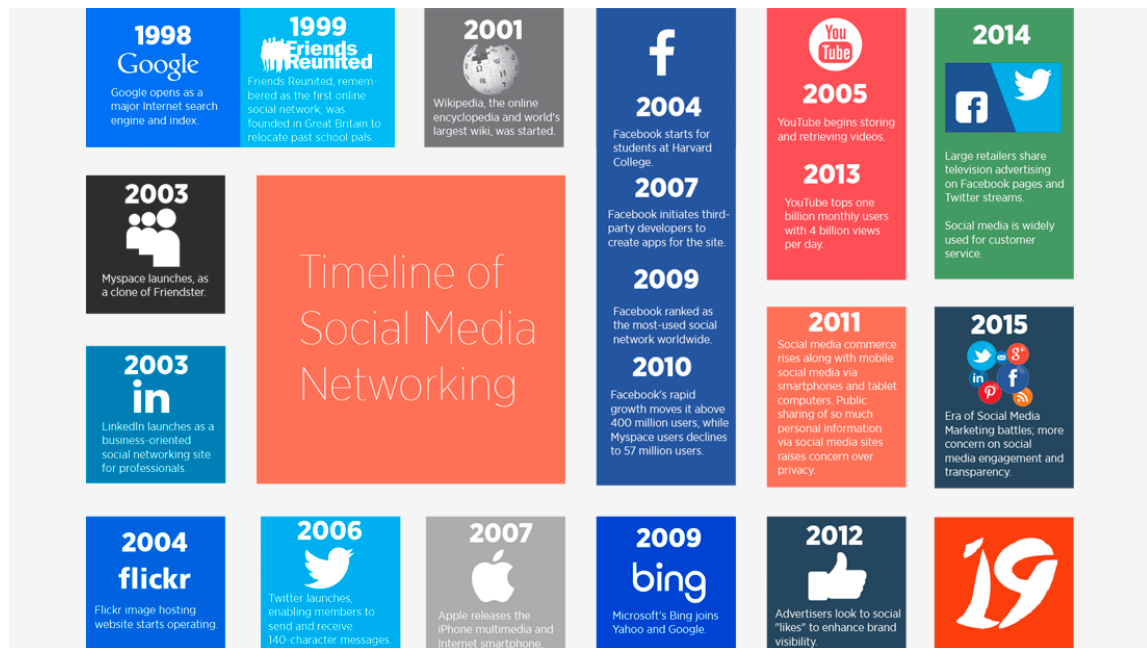 1998
Google
Google opens as a
major Internet search
engine and index.
1999
Friends
Reunited
Friends Reunited, remem-
bered as the first online
social network, was
founded in Great Britain to
relocate past school pals.
2001
Wikipedia, the online
encyclopedia and world's
largest wiki, was started.
f
2004
Facebook starts for
students at Harvard
College.
2007
Facebook initiates third-
party developers to
create apps for the site.
2009
Facebook ranked as
the most-used social
network worldwide.
2010
Facebook's rapid
growth moves it above
400 million users, while
Myspace users declines
to 57 million users.
You
Tube
2005
YouTube begins storing
and retrieving videos.
2013
YouTube tops one
billion monthly users
with 4 billion views
per day.
2014
f
Large retailers share
television advertising
on Facebook pages and
Twitter streams.
Social media is widely
used for customer
service.
2003
Myspace launches, as
a clone of Friendster.
Timeline of
Social Media
Networking
2003
in
LinkedIn launches as a
business-oriented
social networking site
for professionals.
2011
Social media commerce
rises along with mobile
social media via
smartphones and tablet
computers. Public
sharing of so much
personal information
via social media sites
raises concern over
privacy.
2015
g+
in
f
Era of Social Media
Marketing battles; more
concern on social
media engagement and
transparency.
2004
flickr
Flickr image hosting
website starts operating.
2006
Twitter launches,
enabling members to
send and receive
140-character messages.
2007
Apple releases the
iPhone multimedia and
Internet smartphone.
2009
bing
Microsoft's Bing joins
Yahoo and Google.
2012
Advertisers look to social
"likes" to enhance brand
visibility.
i9